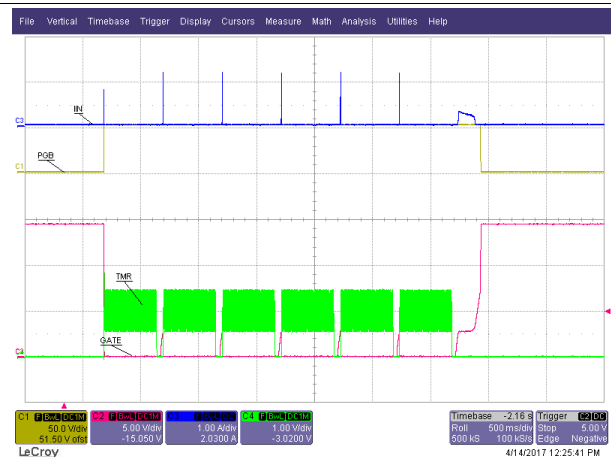 File Vertical Timebase Trigger Display Cursors Measure Math Analysis Utilities Help
C3
IIN
C1
PGB
TMR
GATE
C1 F BwL DC1M
50.0 V/div
51.50 V ofst
C2 F BwL DC1M
5.00 V/div
-15.050 V
1.00 A/div
2.0300 A
C4 F BwL DC1M
1.00 V/div
-3.0200 V
Timebase -2.16 s
Roll 500 ms/div
500 kS 100 kS/s
Trigger C2 DC
Stop 5.00 V
Edge Negative
LeCroy
4/14/2017 12:25:41 PM